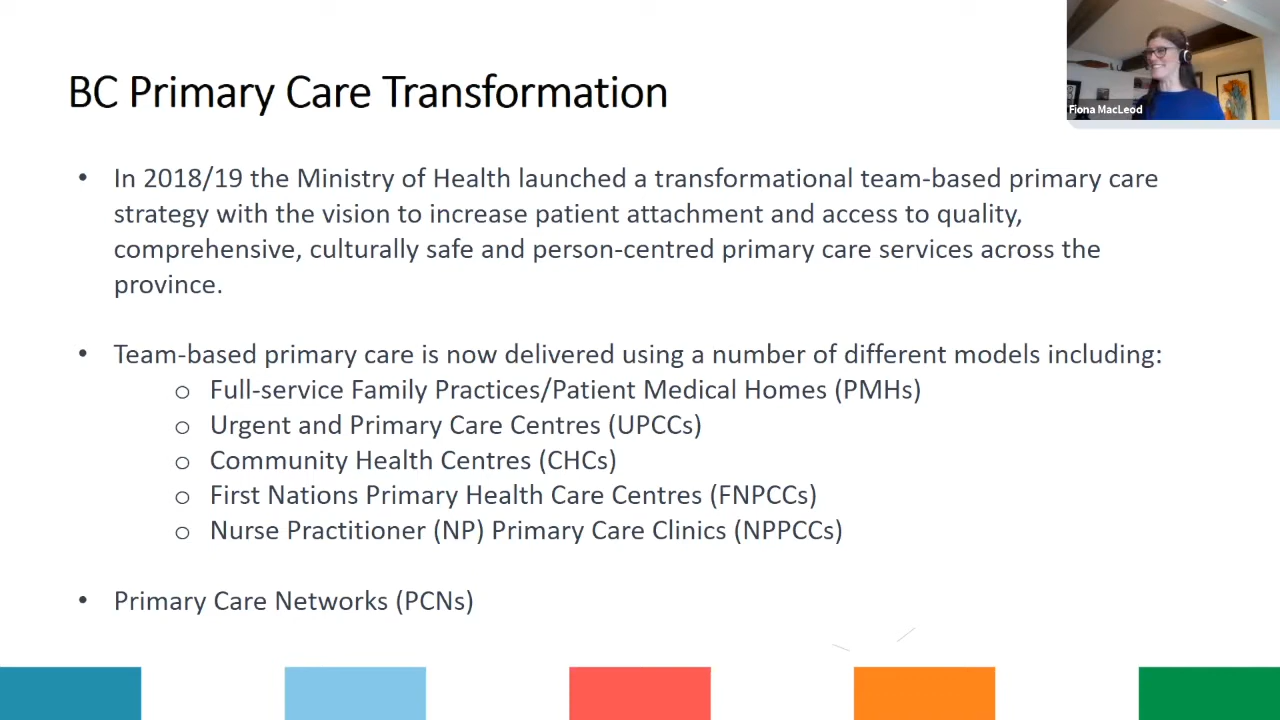 BC Primary Care Transformation
Fiona MacLeod
• In 2018/19 the Ministry of Health launched a transformational team-based primary care
strategy with the vision to increase patient attachment and access to quality,
comprehensive, culturally safe and person-centred primary care services across the
province.
• Team-based primary care is now delivered using a number of different models including:
o Full-service Family Practices/Patient Medical Homes (PMHs)
o Urgent and Primary Care Centres (UPCCs)
o Community Health Centres (CHCs)
o First Nations Primary Health Care Centres (FNPCCs)
o Nurse Practitioner (NP) Primary Care Clinics (NPPCCs)
• Primary Care Networks (PCNs)